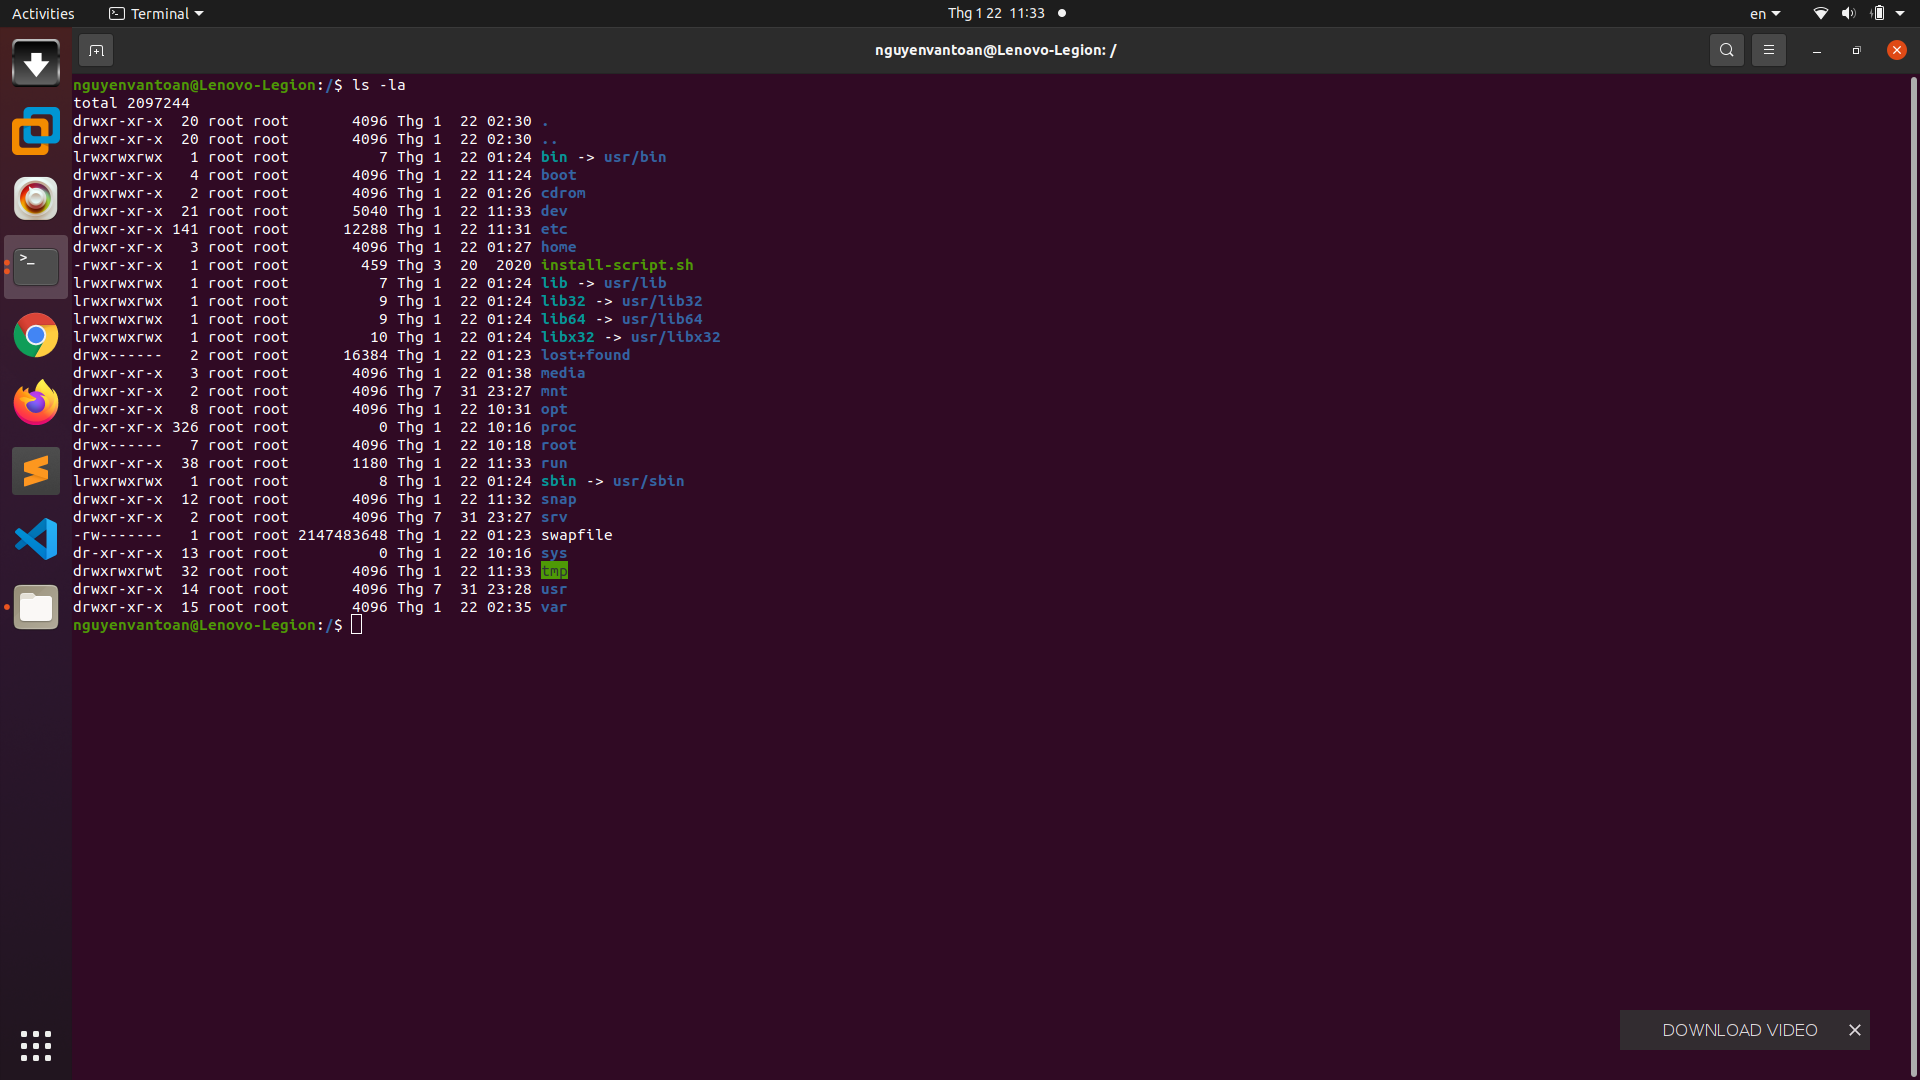 Activities Terminal Thg 1 22 11:33 en
nguyenvantoan@Lenovo-Legion: /
nguyenvantoan@Lenovo-Legion:/$ ls -la
total 2097244
drwxr-xr-x  20 root root       4096 Thg 1  22 02:30 .
drwxr-xr-x  20 root root       4096 Thg 1  22 02:30 ..
lrwxrwxrwx   1 root root          7 Thg 1  22 01:24 bin -> usr/bin
drwxr-xr-x   4 root root       4096 Thg 1  22 11:24 boot
drwxrwxr-x   2 root root       4096 Thg 1  22 01:26 cdrom
drwxr-xr-x  21 root root       5040 Thg 1  22 11:33 dev
drwxr-xr-x 141 root root      12288 Thg 1  22 11:31 etc
drwxr-xr-x   3 root root       4096 Thg 1  22 01:27 home
-rwxr-xr-x   1 root root        459 Thg 3  20  2020 install-script.sh
lrwxrwxrwx   1 root root          7 Thg 1  22 01:24 lib -> usr/lib
lrwxrwxrwx   1 root root          9 Thg 1  22 01:24 lib32 -> usr/lib32
lrwxrwxrwx   1 root root          9 Thg 1  22 01:24 lib64 -> usr/lib64
lrwxrwxrwx   1 root root         10 Thg 1  22 01:24 libx32 -> usr/libx32
drwx------   2 root root      16384 Thg 1  22 01:23 lost+found
drwxr-xr-x   3 root root       4096 Thg 1  22 01:38 media
drwxr-xr-x   2 root root       4096 Thg 7  31 23:27 mnt
drwxr-xr-x   8 root root       4096 Thg 1  22 10:31 opt
dr-xr-xr-x 326 root root          0 Thg 1  22 10:16 proc
drwx------   7 root root       4096 Thg 1  22 10:18 root
drwxr-xr-x  38 root root       1180 Thg 1  22 11:33 run
lrwxrwxrwx   1 root root          8 Thg 1  22 01:24 sbin -> usr/sbin
drwxr-xr-x  12 root root       4096 Thg 1  22 11:32 snap
drwxr-xr-x   2 root root       4096 Thg 7  31 23:27 srv
-rw-------   1 root root 2147483648 Thg 1  22 01:23 swapfile
dr-xr-xr-x  13 root root          0 Thg 1  22 10:16 sys
drwxrwxrwt  32 root root       4096 Thg 1  22 11:33 tmp
drwxr-xr-x  14 root root       4096 Thg 7  31 23:28 usr
drwxr-xr-x  15 root root       4096 Thg 1  22 02:35 var
nguyenvantoan@Lenovo-Legion:/$
DOWNLOAD VIDEO